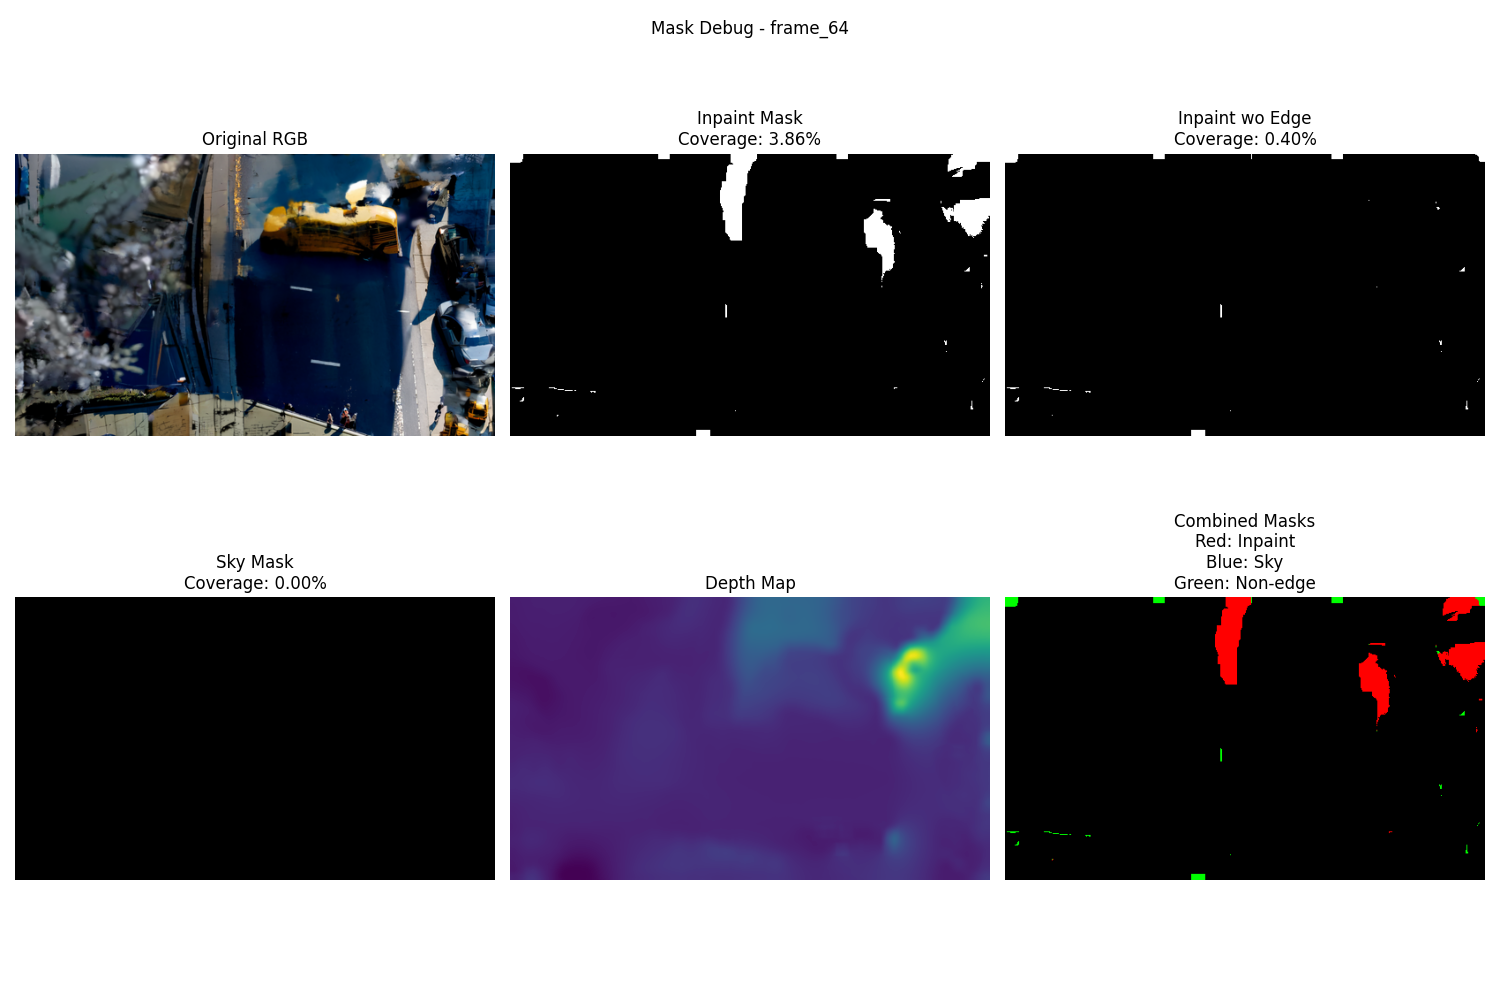 Mask Debug - frame_64
Original RGB
Inpaint Mask
Coverage: 3.86%
Inpaint wo Edge
Coverage: 0.40%
Sky Mask
Coverage: 0.00%
Depth Map
Combined Masks
Red: Inpaint
Blue: Sky
Green: Non-edge